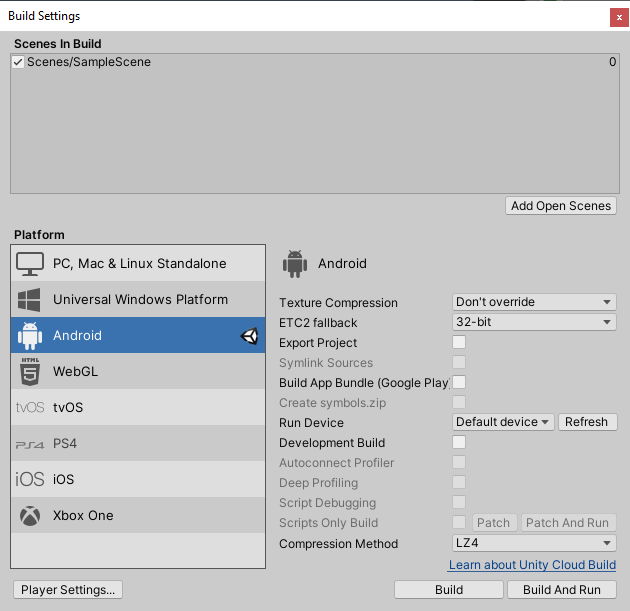 Build Settings
x
Scenes In Build
Scenes/SampleScene 0
Add Open Scenes
Platform
PC, Mac & Linux Standalone
Universal Windows Platform
Android
HTML
5
WebGL
tvOS tvOS
PS4 PS4
iOS iOS
Xbox One
Android
Texture Compression Don't override
ETC2 fallback 32-bit
Export Project
Symlink Sources
Build App Bundle (Google Play)
Create symbols.zip
Run Device Default device Refresh
Development Build
Autoconnect Profiler
Deep Profiling
Script Debugging
Scripts Only Build Patch Patch And Run
Compression Method LZ4
Learn about Unity Cloud Build
Player Settings... Build Build And Run